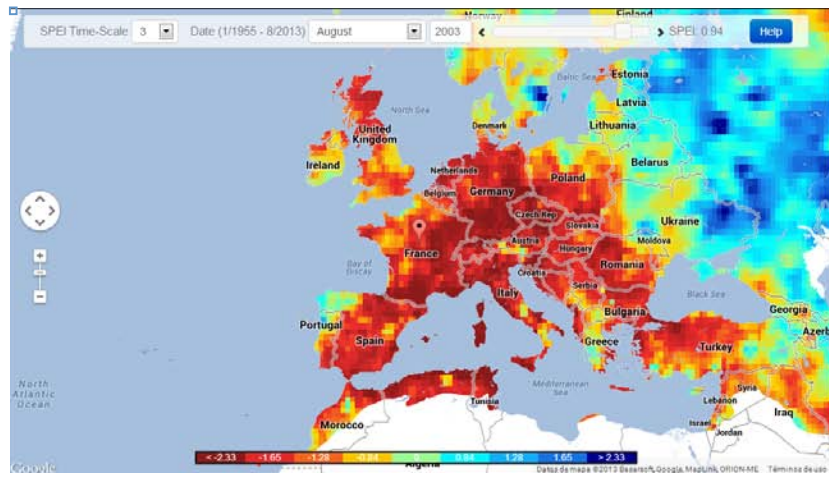 Norway
Finland
SPEI Time-Scale 3 Date (1/1955 - 8/2013) August 2003 SPEI: 0.94 Help
Baltic Sea
Estonia
North Sea
Latvia
Denmark
Lithuania
United
Kingdom
Ireland
Belarus
Netherlands
Poland
Belgium
Germany
Czech Rep
Ukraine
Slovakia
Austria
Moldova
Hungary
France
Bay of
Biscay
Romania
Croatia
Serbia
Italy
Black Sea
Bulgaria
Georgia
Portugal
Azerb
Spain
Greece
Turkey
North
Atlantic
Ocean
Mediterranean
Sea
Syria
Tunisia
Lebanon
Iraq
Morocco
Israel
Jordan
< -2.33 -1.65 -1.28 -0.84 0 0.84 1.28 1.65 > 2.33
Algeria
Google
Datos de mapa ©2013 Basarsoft, Google, MapLink, ORION-ME Términos de uso